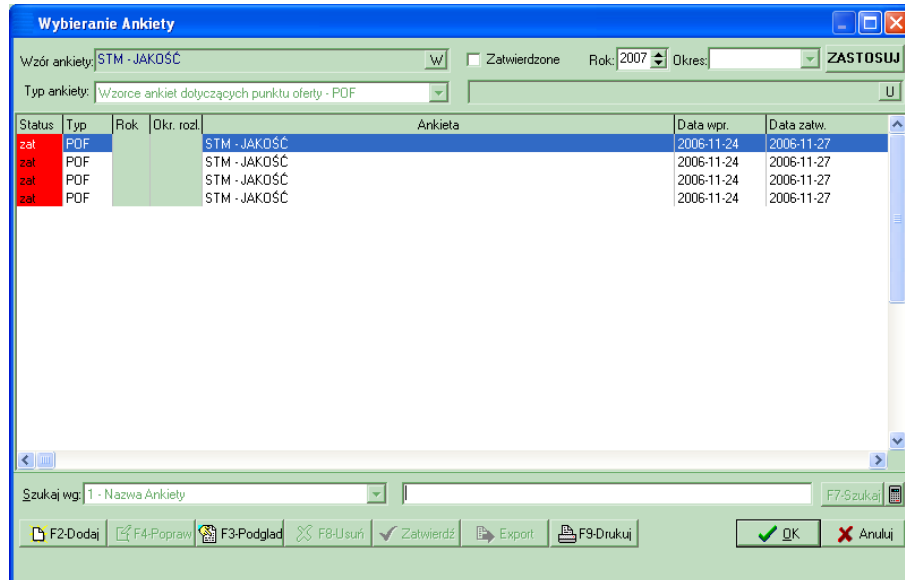 Wybieranie Ankiety
Wzór ankiety: STM - JAKOŚĆ W Zatwierdzone Rok: 2007 Okres: ZASTOSUJ
Typ ankiety: Wzorce ankiet dotyczących punktu oferty - POF U
Status Typ Rok Okr. rozl. Ankieta Data wpr. Data zatw.
zat POF STM - JAKOŚĆ 2006-11-24 2006-11-27
zat POF STM - JAKOŚĆ 2006-11-24 2006-11-27
zat POF STM - JAKOŚĆ 2006-11-24 2006-11-27
zat POF STM - JAKOŚĆ 2006-11-24 2006-11-27
Szukaj wg: 1 - Nazwa Ankiety F7-Szukaj
F2-Dodaj F4-Popraw F3-Podglad F8-Usuń Zatwierdź Export F9-Drukuj OK Anuluj